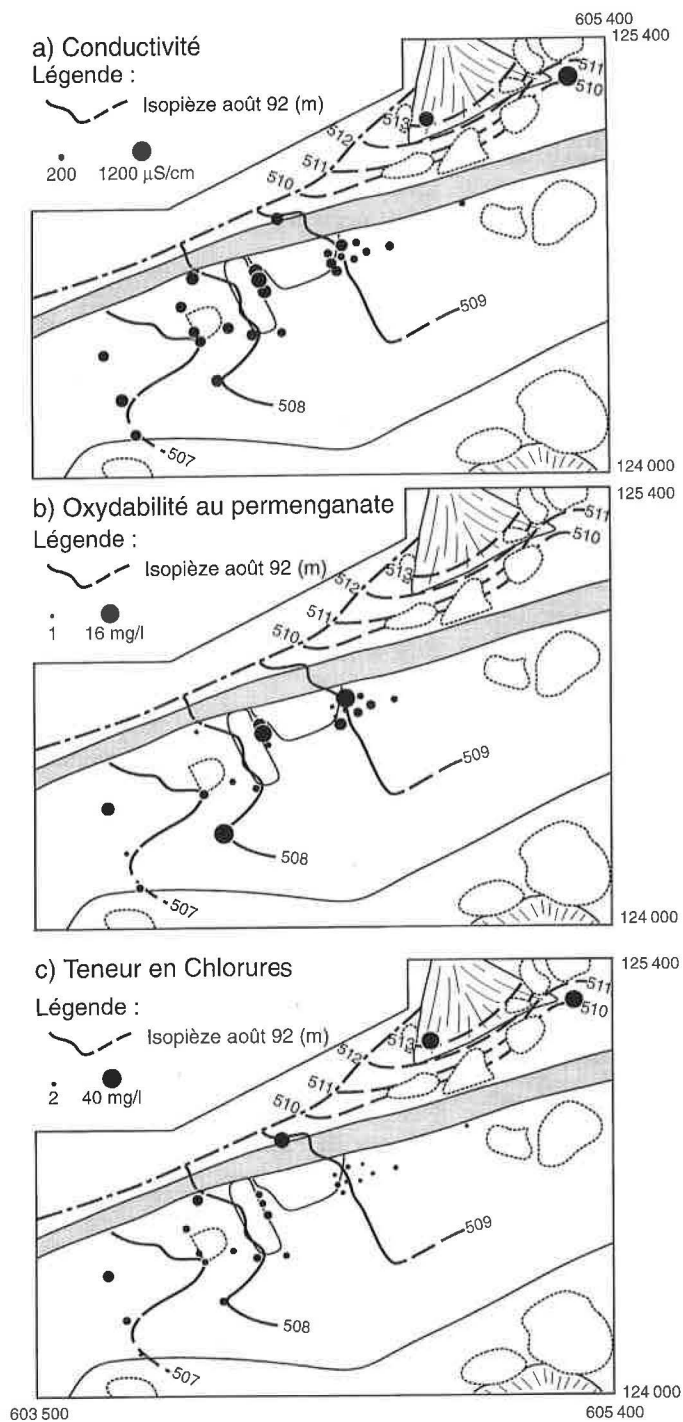 605 400
125 400
a) Conductivité
Légende :
Isopièze août 92 (m)
200 1200 µS/cm
511
510
513
512
511
510
509
508
507
124 000
125 400
b) Oxydabilité au permenganate
Légende :
Isopièze août 92 (m)
1 16 mg/l
511
510
513
512
511
510
509
508
507
124 000
125 400
c) Teneur en Chlorures
Légende :
Isopièze août 92 (m)
2 40 mg/l
511
510
513
512
511
510
509
508
507
124 000
603 500 605 400